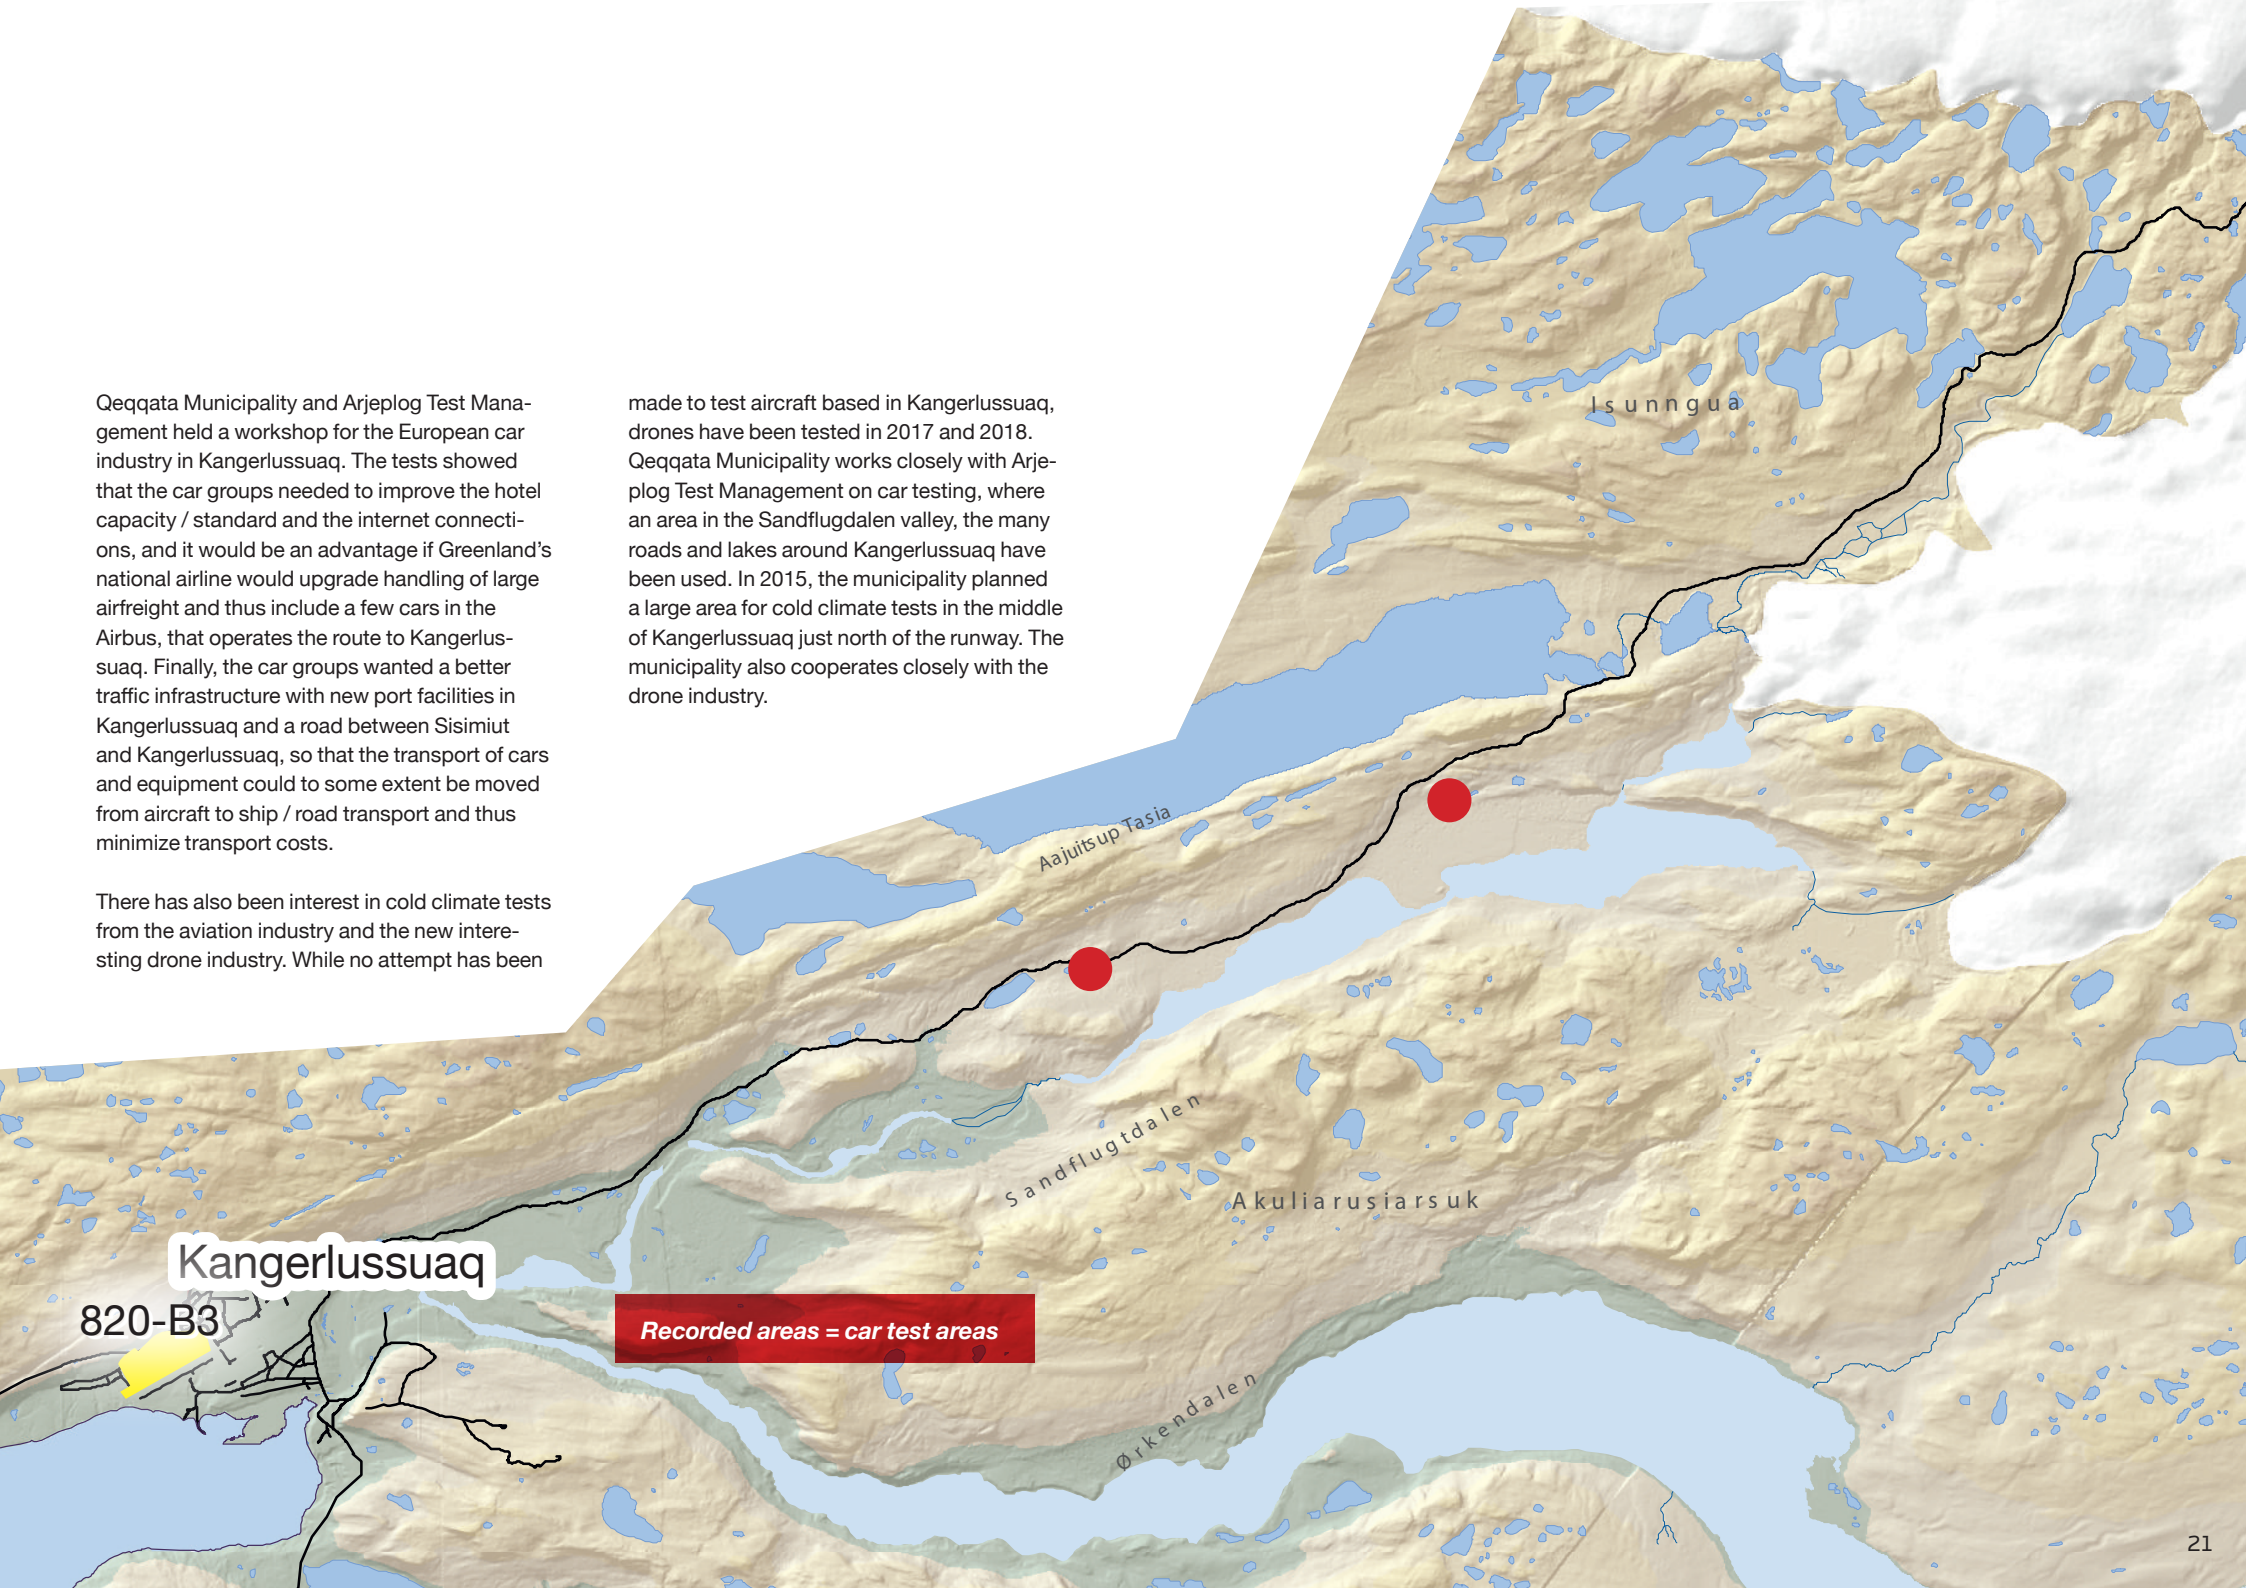 Qeqqata Municipality and Arjeplog Test Mana-
gement held a workshop for the European car
industry in Kangerlussuaq. The tests showed
that the car groups needed to improve the hotel
capacity / standard and the internet connecti-
ons, and it would be an advantage if Greenland’s
national airline would upgrade handling of large
airfreight and thus include a few cars in the
Airbus, that operates the route to Kangerlus-
suaq. Finally, the car groups wanted a better
traffic infrastructure with new port facilities in
Kangerlussuaq and a road between Sisimiut
and Kangerlussuaq, so that the transport of cars
and equipment could to some extent be moved
from aircraft to ship / road transport and thus
minimize transport costs.
There has also been interest in cold climate tests
from the aviation industry and the new intere-
sting drone industry. While no attempt has been
made to test aircraft based in Kangerlussuaq,
drones have been tested in 2017 and 2018.
Qeqqata Municipality works closely with Arje-
plog Test Management on car testing, where
an area in the Sandflugdalen valley, the many
roads and lakes around Kangerlussuaq have
been used. In 2015, the municipality planned
a large area for cold climate tests in the middle
of Kangerlussuaq just north of the runway. The
municipality also cooperates closely with the
drone industry.
Isunngua
Aajuitsup Tasia
Sandflugtdalen
Akuliarusiarsuk
Kangerlussuaq
820-B3
Recorded areas = car test areas
Ørkendalen
21